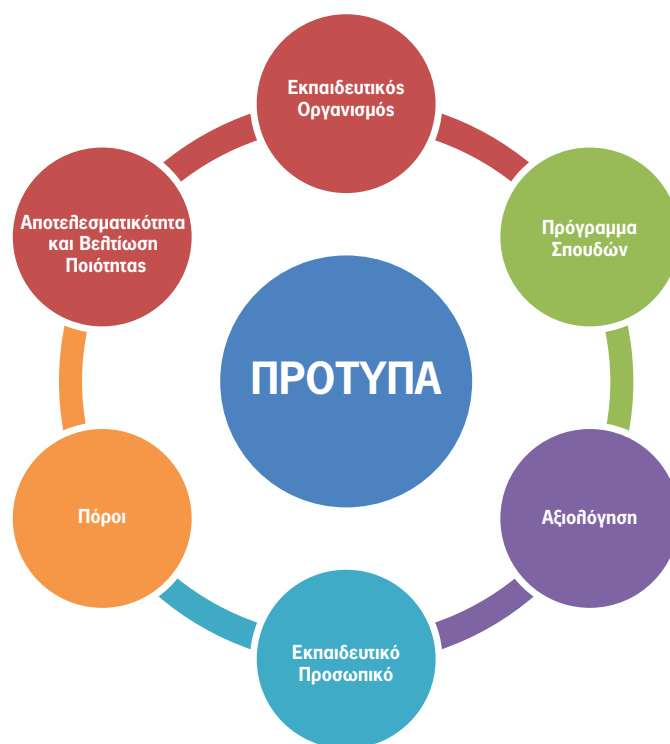 Εκπαιδευτικός
Οργανισμός
Πρόγραμμα
Σπουδών
Αξιολόγηση
Εκπαιδευτικό
Προσωπικό
Πόροι
Αποτελεσματικότητα
και Βελτίωση
Ποιότητας
ΠΡΟΤΥΠΑ